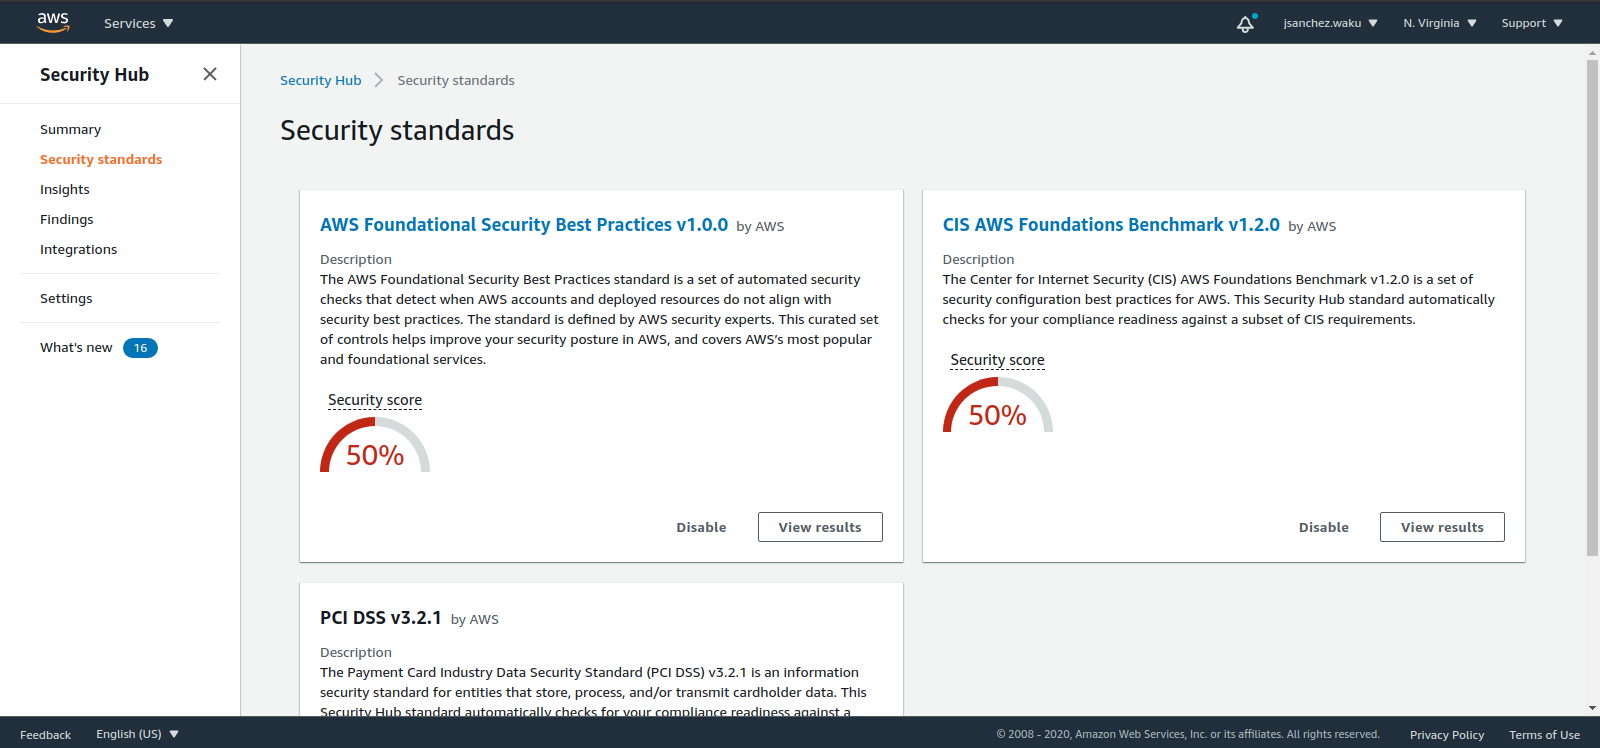 aws Services jsanchez.waku N. Virginia Support
Security Hub
Summary
Security standards
Insights
Findings
Integrations
Settings
What's new 16
Security Hub Security standards
Security standards
AWS Foundational Security Best Practices v1.0.0 by AWS
Description
The AWS Foundational Security Best Practices standard is a set of automated security
checks that detect when AWS accounts and deployed resources do not align with
security best practices. The standard is defined by AWS security experts. This curated set
of controls helps improve your security posture in AWS, and covers AWS's most popular
and foundational services.
Security score
50%
Disable View results
CIS AWS Foundations Benchmark v1.2.0 by AWS
Description
The Center for Internet Security (CIS) AWS Foundations Benchmark v1.2.0 is a set of
security configuration best practices for AWS. This Security Hub standard automatically
checks for your compliance readiness against a subset of CIS requirements.
Security score
50%
Disable View results
PCI DSS v3.2.1 by AWS
Description
The Payment Card Industry Data Security Standard (PCI DSS) v3.2.1 is an information
security standard for entities that store, process, and/or transmit cardholder data. This
Security Hub standard automatically checks for your compliance readiness against a
Feedback English (US) © 2008 - 2020, Amazon Web Services, Inc. or its affiliates. All rights reserved. Privacy Policy Terms of Use